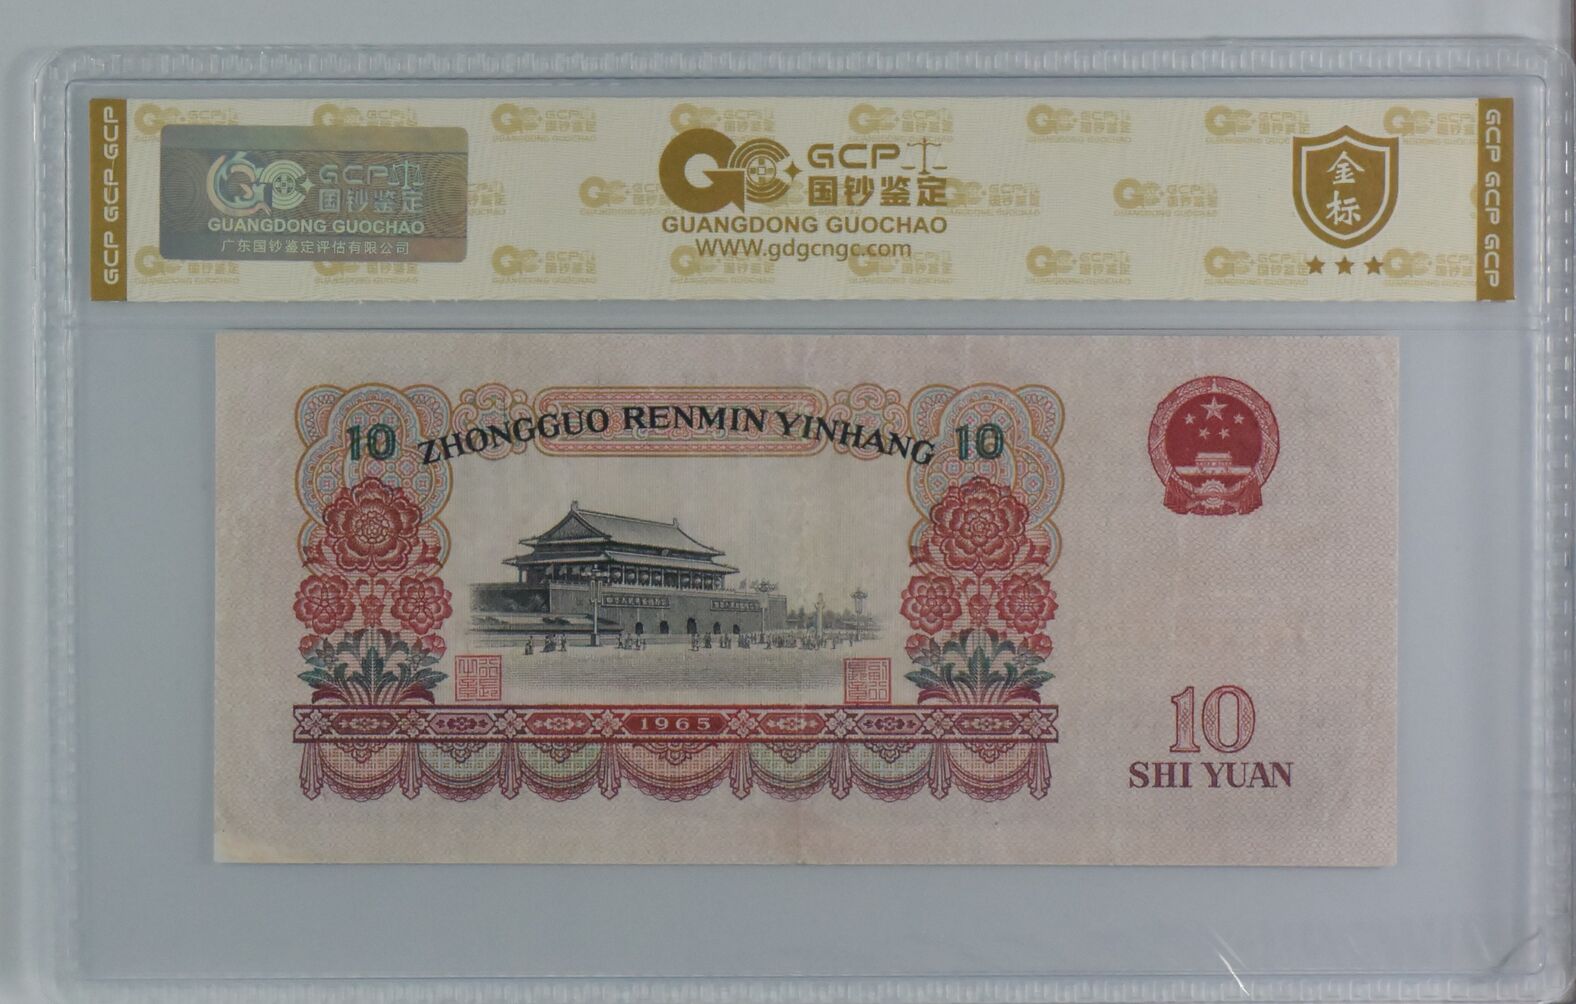 GCP GCP GCP
GCP 国钞鉴定
GUANGDONG GUOCHAO
广东国钞鉴定评估有限公司
GCP
国钞鉴定
GUANGDONG GUOCHAO
WWW.gdgcngc.com
金标
GCP GCP GCP
10 ZHONGGUO RENMIN YINHANG 10
1965
10
SHI YUAN